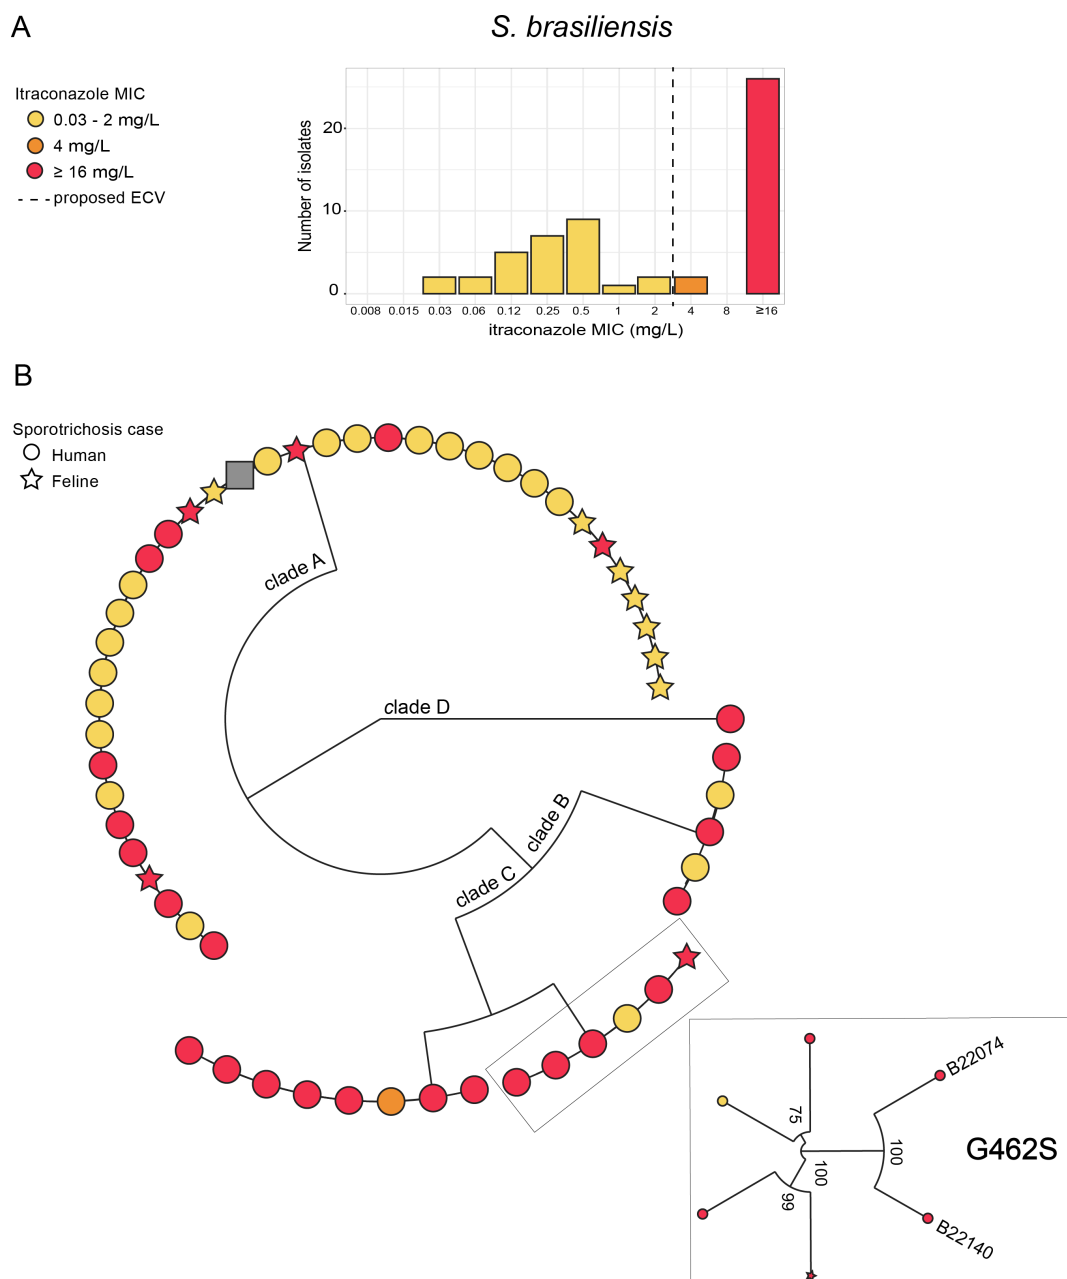 A
S. brasiliensis
Itraconazole MIC
0.03 - 2 mg/L
4 mg/L
≥ 16 mg/L
proposed ECV
Number of isolates
20
10
0
0.008 0.015 0.03 0.06 0.12 0.25 0.5 1 2 4 8 ≥16
itraconazole MIC (mg/L)
B
Sporotrichosis case
Human
Feline
clade A
clade D
clade B
clade C
B22074
75
100
G462S
100
99
B22140